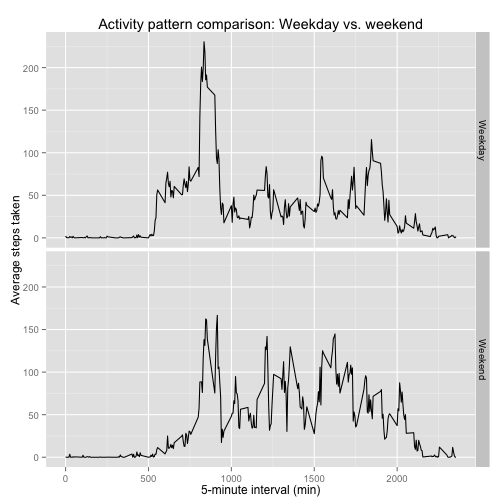 Activity pattern comparison: Weekday vs. weekend
200
150
100
50
0
Weekday
Average steps taken
200
150
100
50
0
Weekend
0 500 1000 1500 2000
5-minute interval (min)